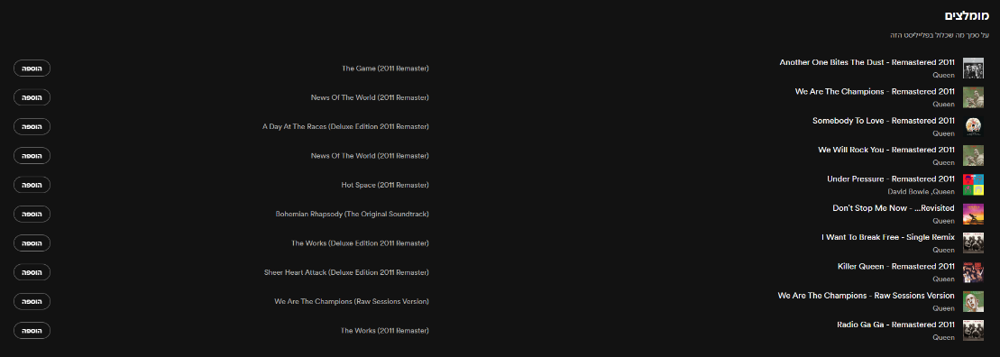 מומלצים
על סמך מה שכלול בפלייליסט הזה
Another One Bites The Dust - Remastered 2011
Queen
The Game (2011 Remaster)
הוספה
We Are The Champions - Remastered 2011
Queen
News Of The World (2011 Remaster)
הוספה
Somebody To Love - Remastered 2011
Queen
A Day At The Races (Deluxe Edition 2011 Remaster)
הוספה
We Will Rock You - Remastered 2011
Queen
News Of The World (2011 Remaster)
הוספה
Under Pressure - Remastered 2011
David Bowie ,Queen
Hot Space (2011 Remaster)
הוספה
Don't Stop Me Now - ...Revisited
Queen
Bohemian Rhapsody (The Original Soundtrack)
הוספה
I Want To Break Free - Single Remix
Queen
The Works (Deluxe Edition 2011 Remaster)
הוספה
Killer Queen - Remastered 2011
Queen
Sheer Heart Attack (Deluxe Edition 2011 Remaster)
הוספה
We Are The Champions - Raw Sessions Version
Queen
We Are The Champions (Raw Sessions Version)
הוספה
Radio Ga Ga - Remastered 2011
Queen
The Works (2011 Remaster)
הוספה